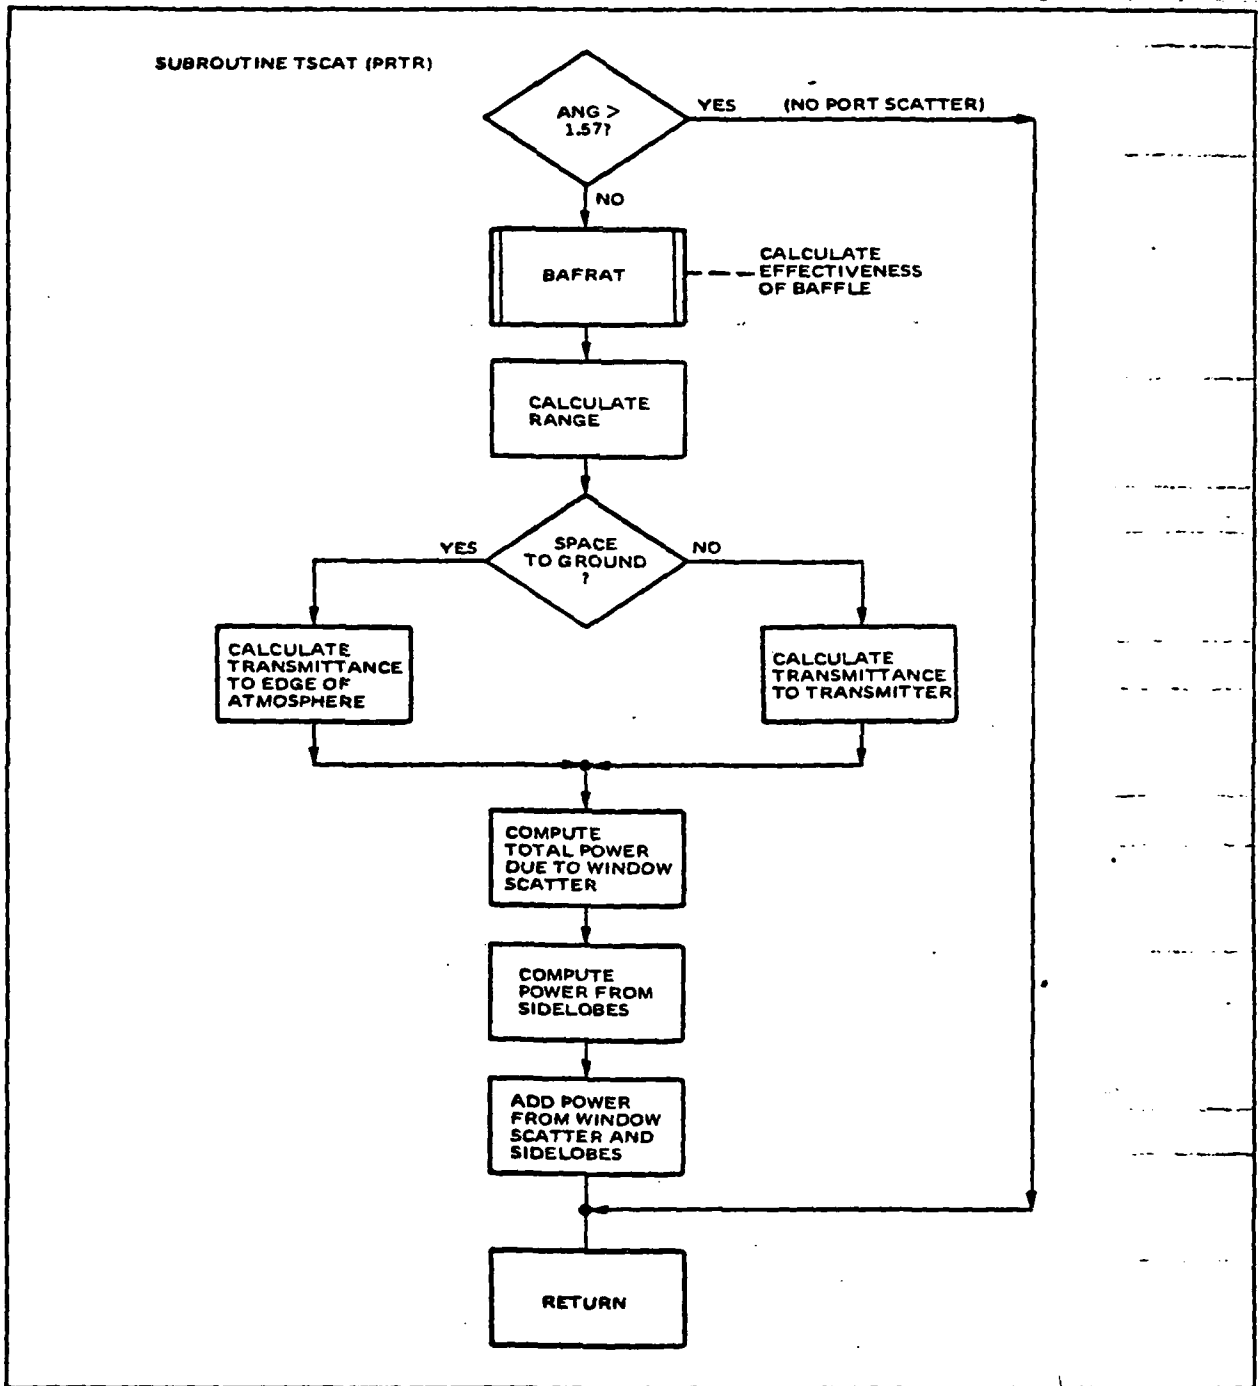 SUBROUTINE TSCAT (PRTR)
ANG >
1.57?
YES (NO PORT SCATTER)
NO
BAFRAT
CALCULATE
EFFECTIVENESS
OF BAFFLE
CALCULATE
RANGE
YES
SPACE
TO GROUND
?
NO
CALCULATE
TRANSMITTANCE
TO EDGE OF
ATMOSPHERE
CALCULATE
TRANSMITTANCE
TO TRANSMITTER
COMPUTE
TOTAL POWER
DUE TO WINDOW
SCATTER
COMPUTE
POWER FROM
SIDELOBES
ADD POWER
FROM WINDOW
SCATTER AND
SIDELOBES
RETURN